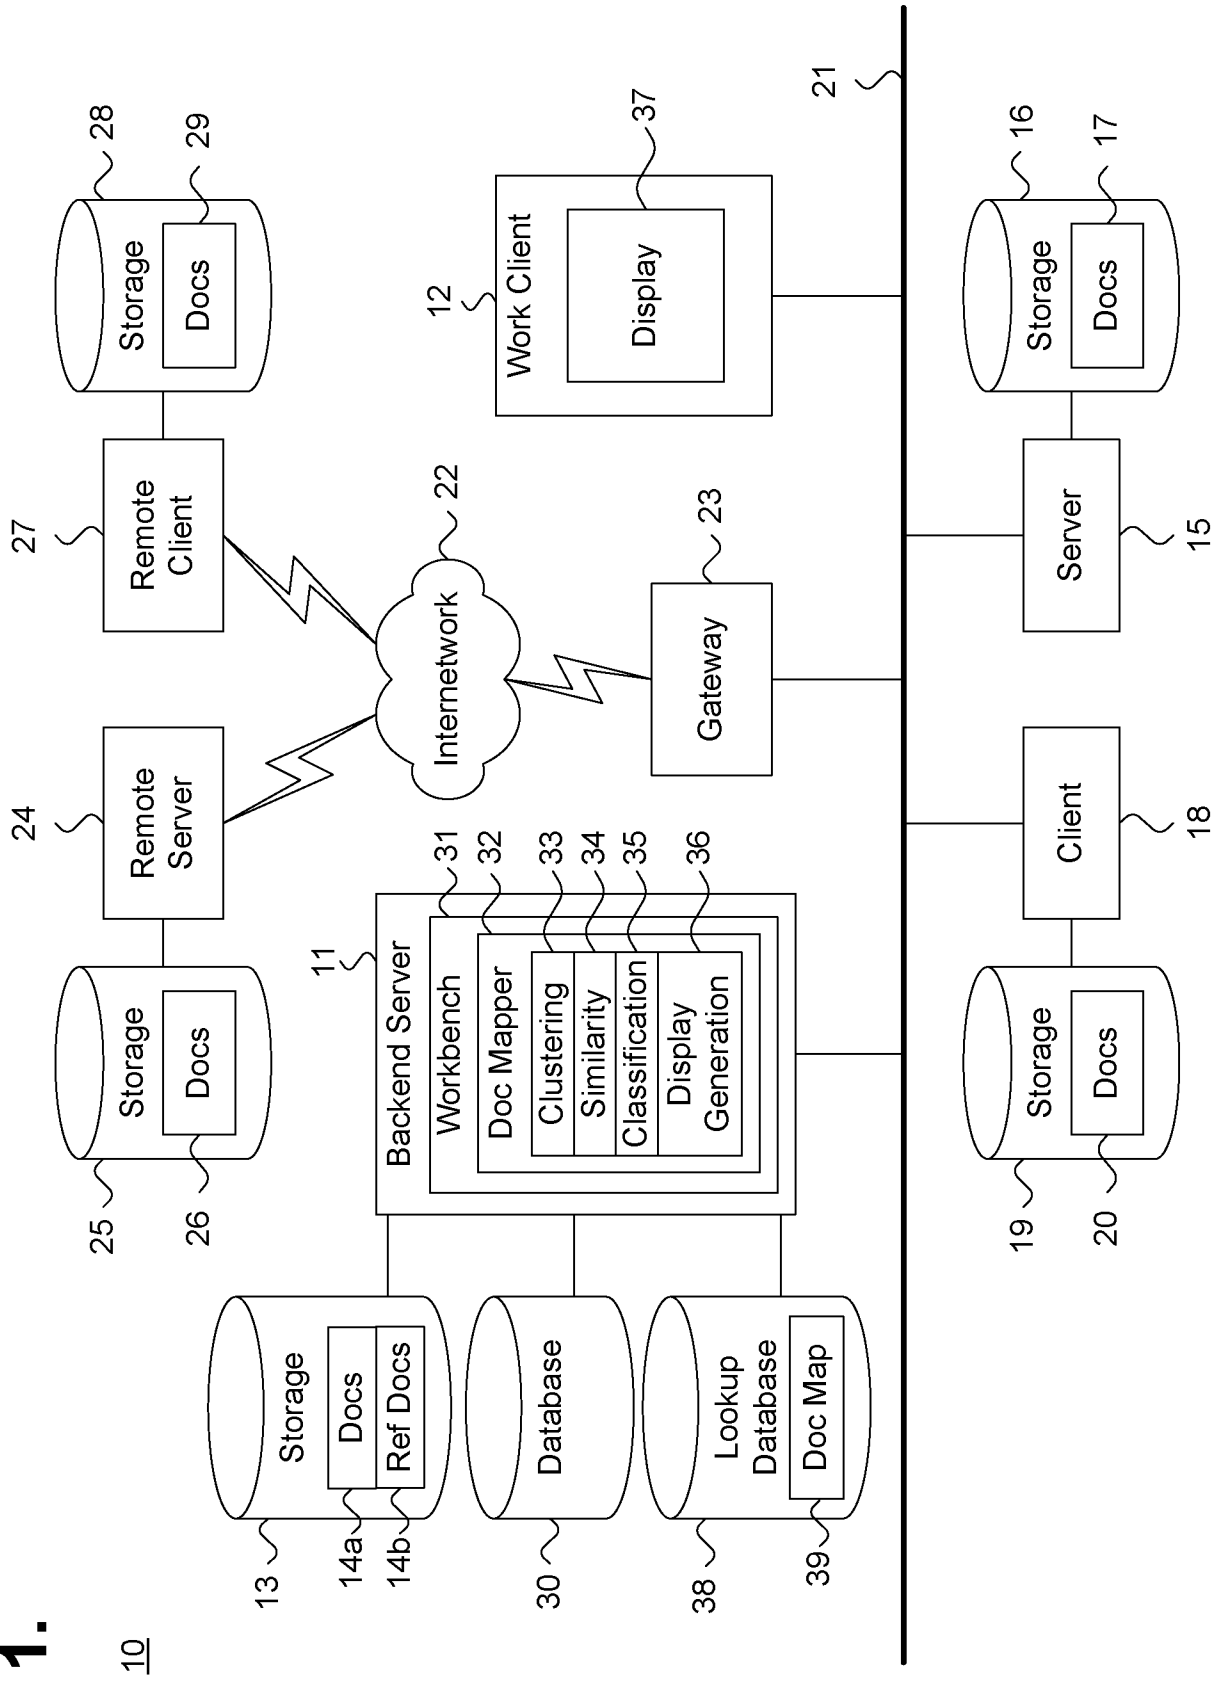 1.
10
24
27
25
Storage
26
Docs
Remote
Server
Remote
Client
28
Storage
29
Docs
13
Storage
14a
Docs
14b
Ref Docs
11
Backend Server
31
Workbench
32
Doc Mapper
33
Clustering
34
Similarity
35
Classification
36
Display
Generation
22
Internetwork
12
Work Client
37
Display
30
Database
38
Lookup
Database
39
Doc Map
23
Gateway
21
19
Storage
20
Docs
Client
18
Server
15
16
Storage
17
Docs